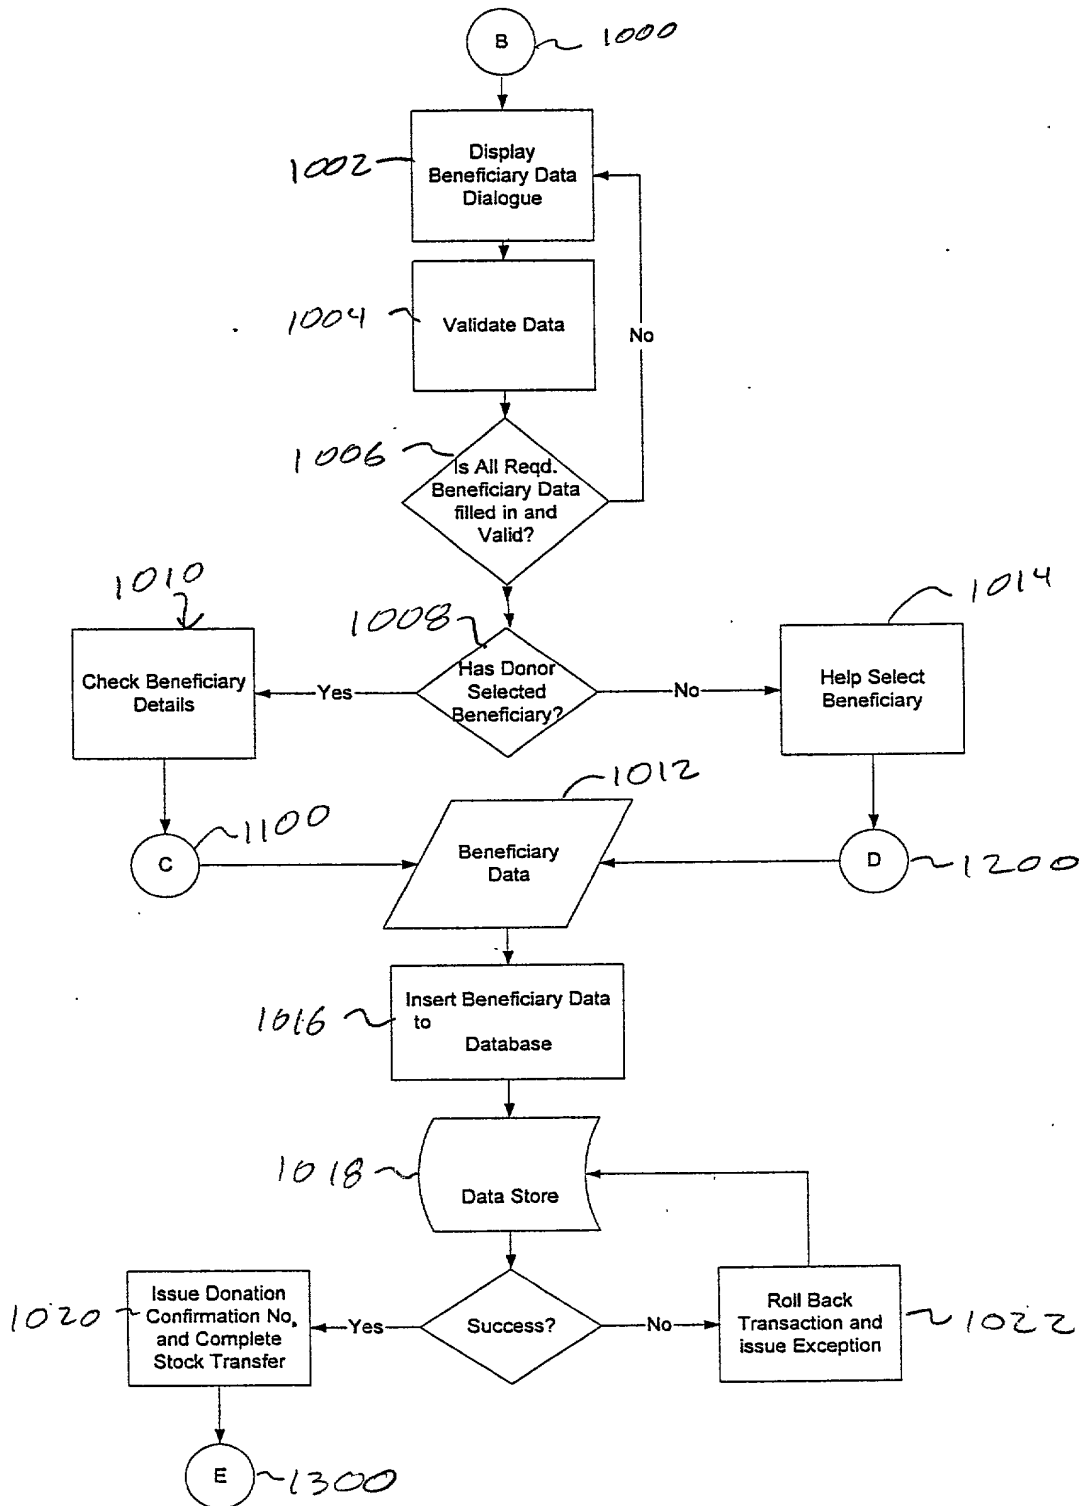 B
1000
1002
Display
Beneficiary Data
Dialogue
1004
Validate Data
No
1006
Is All Reqd.
Beneficiary Data
filled in and
Valid?
1010
1014
1008
Check Beneficiary
Details
Yes
Has Donor
Selected
Beneficiary?
No
Help Select
Beneficiary
1012
1100
C
Beneficiary
Data
D
1200
1016
Insert Beneficiary Data
to
Database
1018
Data Store
1020
Issue Donation
Confirmation No.
and Complete
Stock Transfer
Yes
Success?
No
Roll Back
Transaction and
issue Exception
1022
E
1300